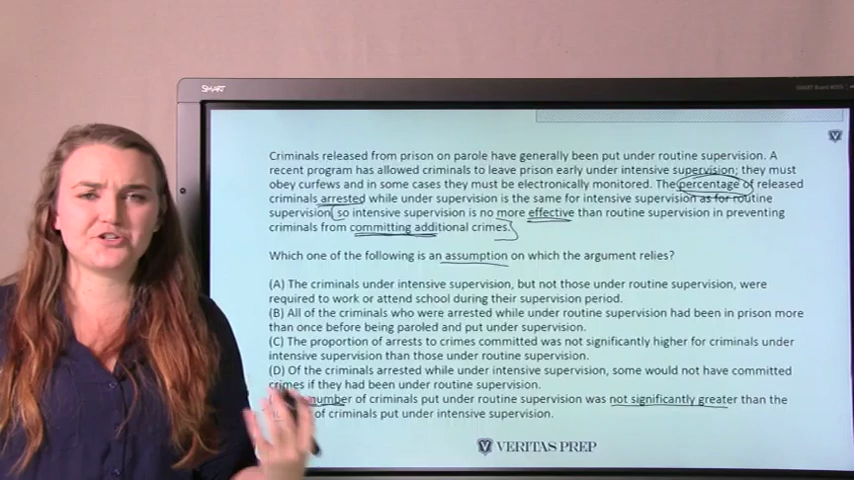 SMART
SMART Board
Criminals released from prison on parole have generally been put under routine supervision. A
recent program has allowed criminals to leave prison early under intensive supervision; they must
obey curfews and in some cases they must be electronically monitored. The percentage of released
criminals arrested while under supervision is the same for intensive supervision as for routine
supervision, so intensive supervision is no more effective than routine supervision in preventing
criminals from committing additional crimes.
Which one of the following is an assumption on which the argument relies?
(A) The criminals under intensive supervision, but not those under routine supervision, were
required to work or attend school during their supervision period.
(B) All of the criminals who were arrested while under routine supervision had been in prison more
than once before being paroled and put under supervision.
(C) The proportion of arrests to crimes committed was not significantly higher for criminals under
intensive supervision than those under routine supervision.
(D) Of the criminals arrested while under intensive supervision, some would not have committed
crimes if they had been under routine supervision.
number of criminals put under routine supervision was not significantly greater than the
of criminals put under intensive supervision.
VERITAS PREP